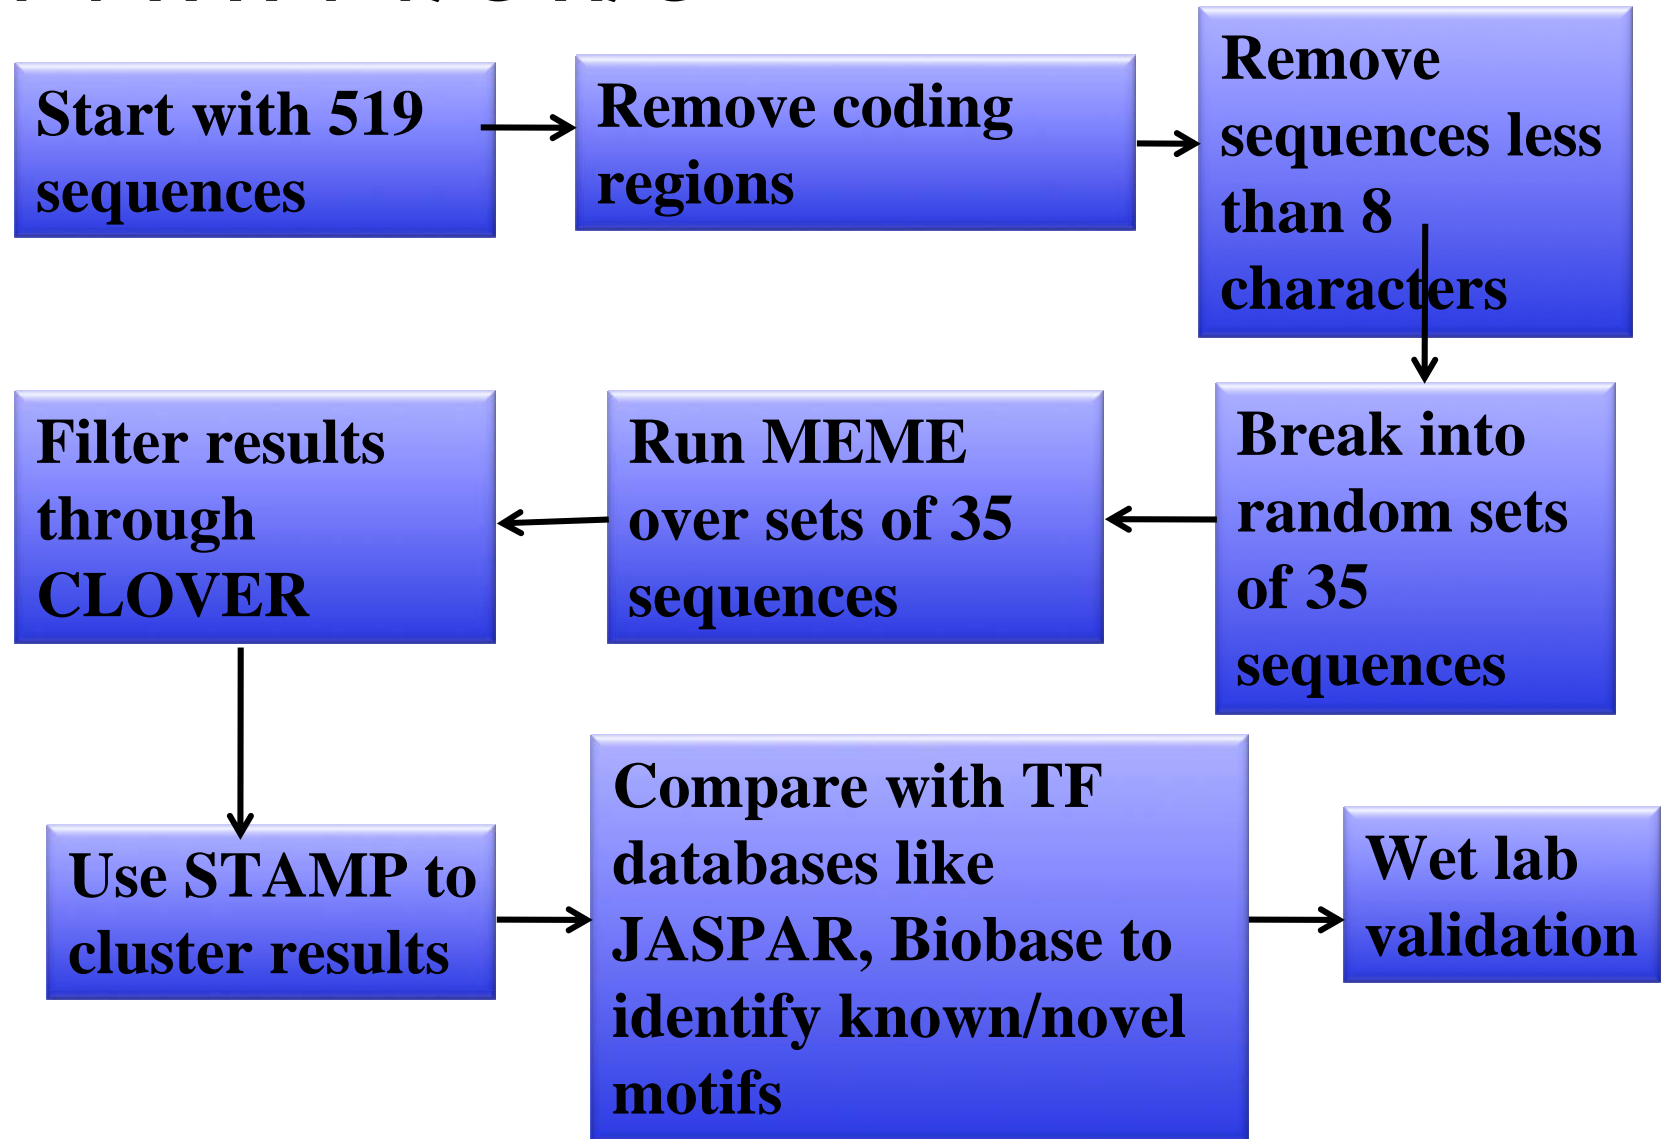 Start with 519
sequences
Remove coding
regions
Remove
sequences less
than 8
characters
Break into
random sets
of 35
sequences
Run MEME
over sets of 35
sequences
Filter results
through
CLOVER
Use STAMP to
cluster results
Compare with TF
databases like
JASPAR, Biobase to
identify known/novel
motifs
Wet lab
validation